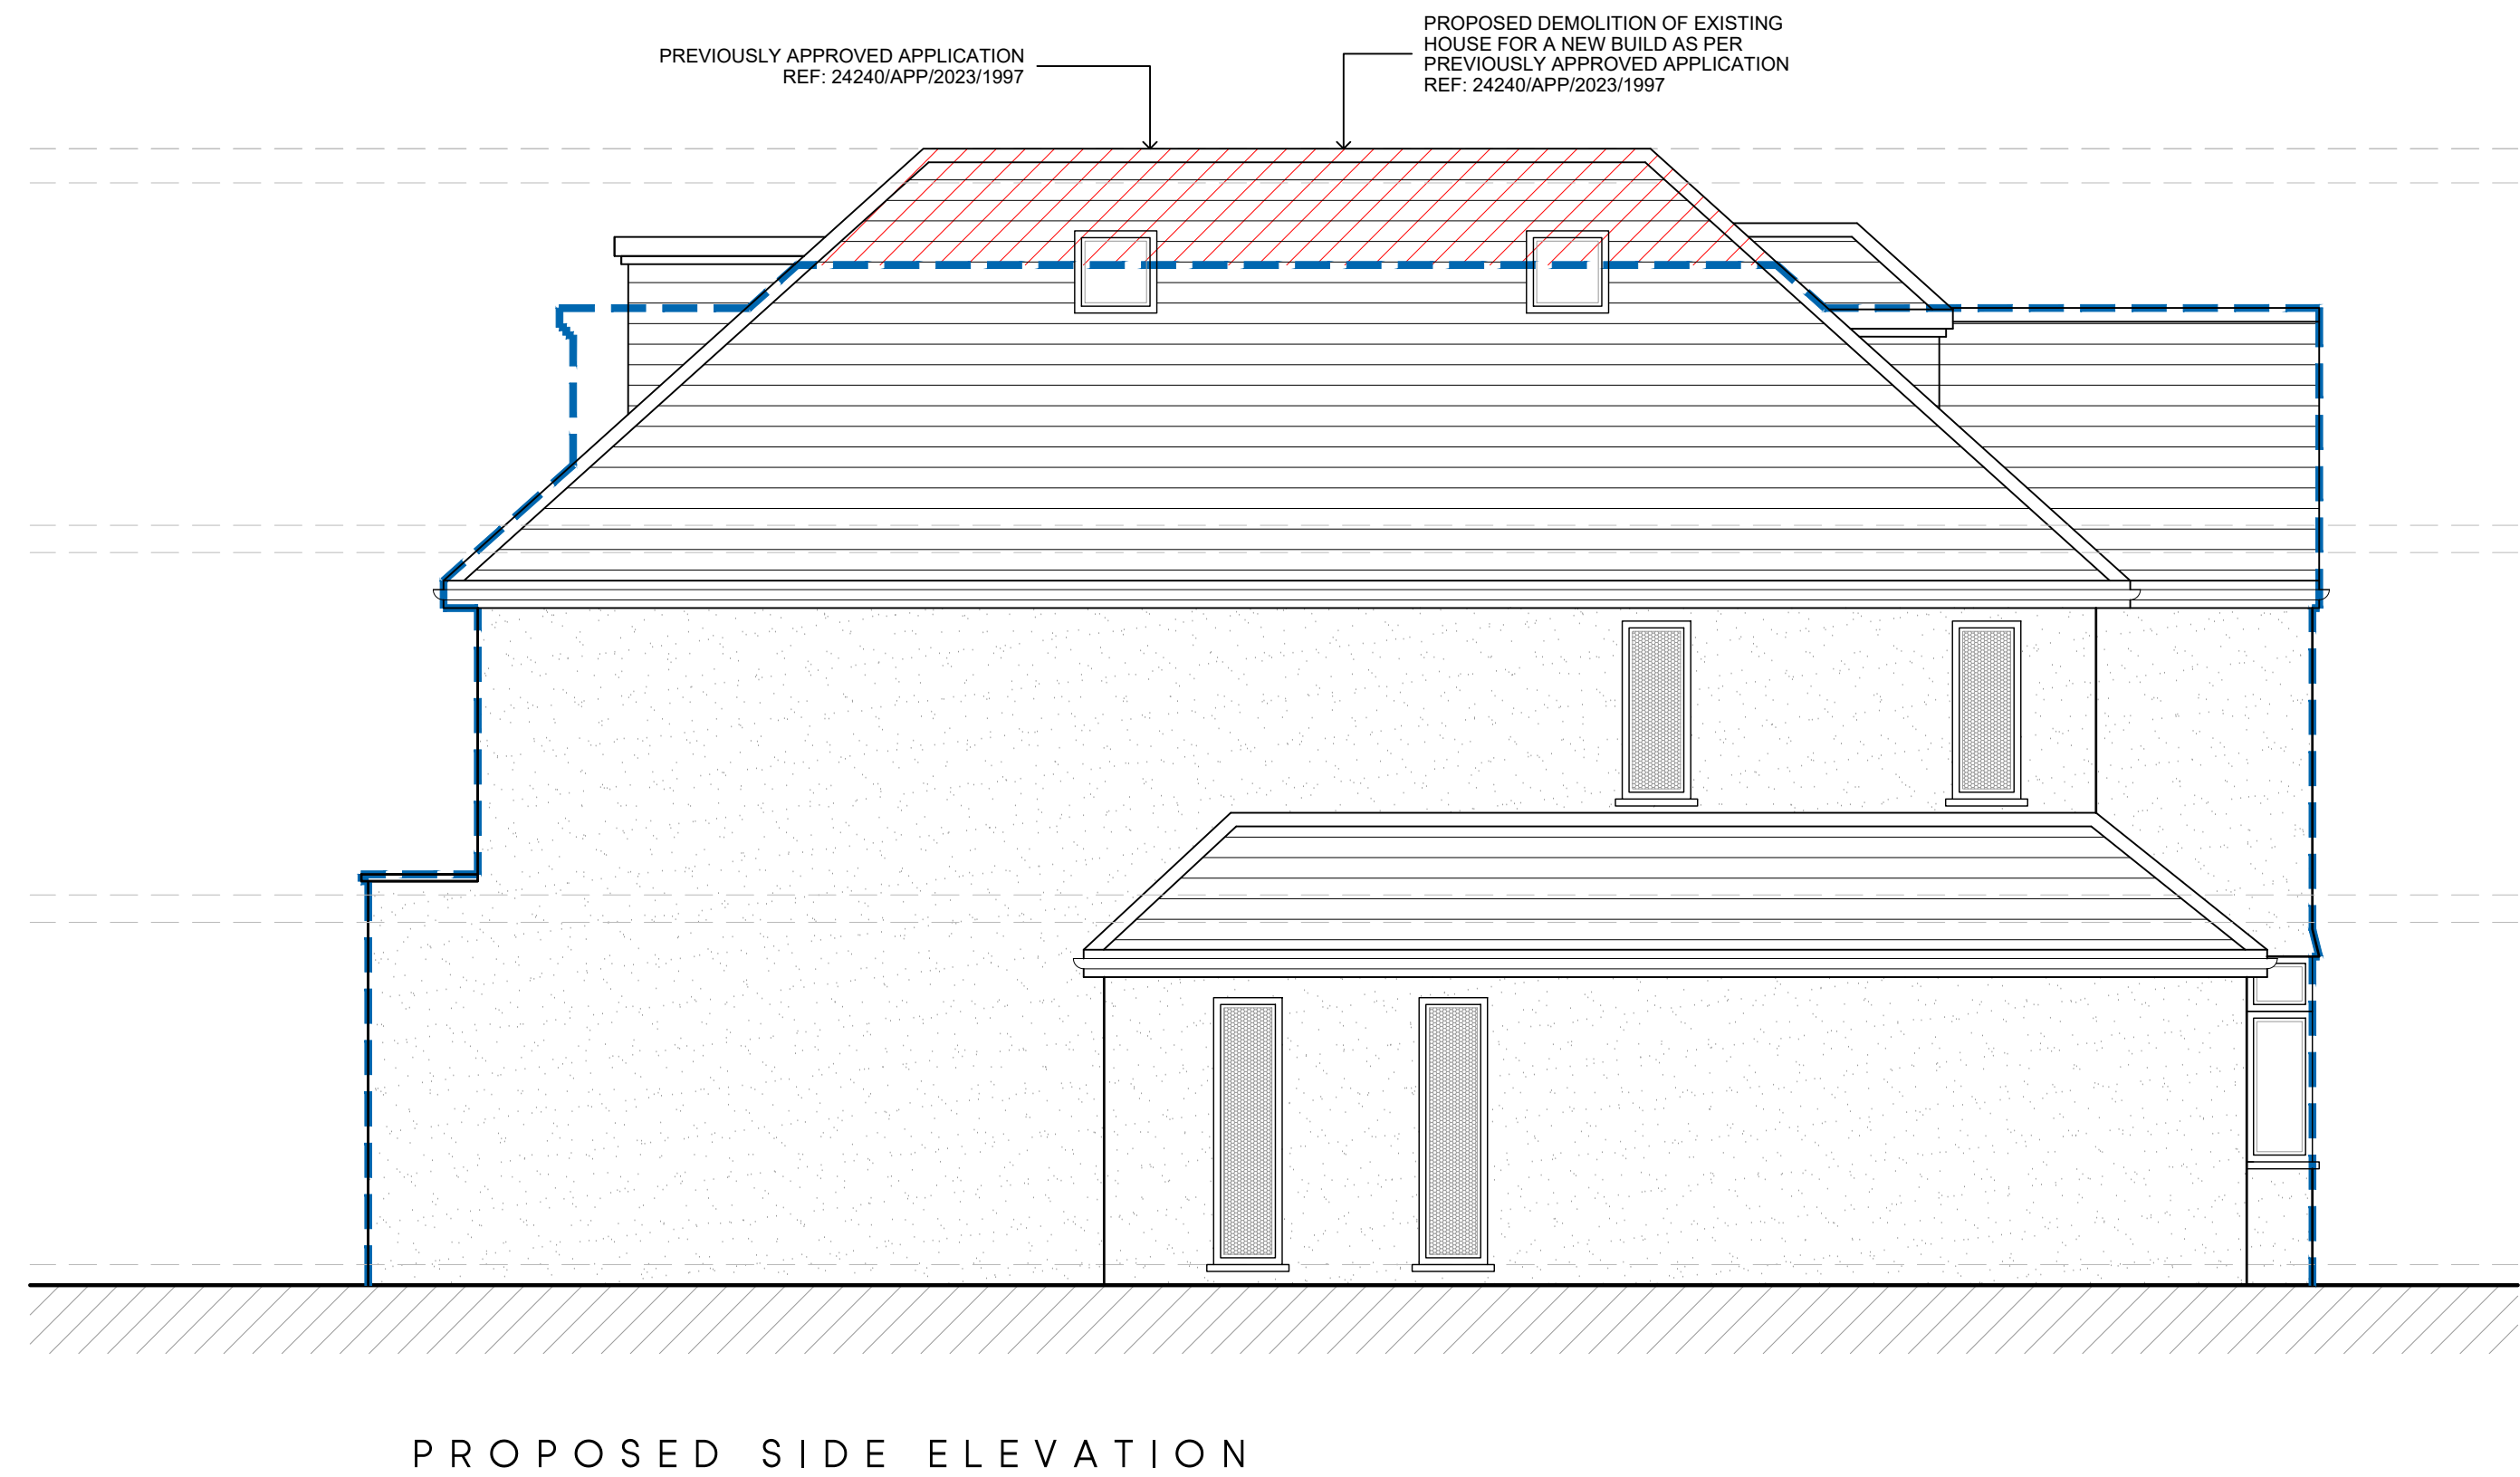 PREVIOUSLY APPROVED APPLICATION
REF: 24240/APP/2023/1997
PROPOSED DEMOLITION OF EXISTING
HOUSE FOR A NEW BUILD AS PER
PREVIOUSLY APPROVED APPLICATION
REF: 24240/APP/2023/1997
PROPOSED SIDE ELEVATION